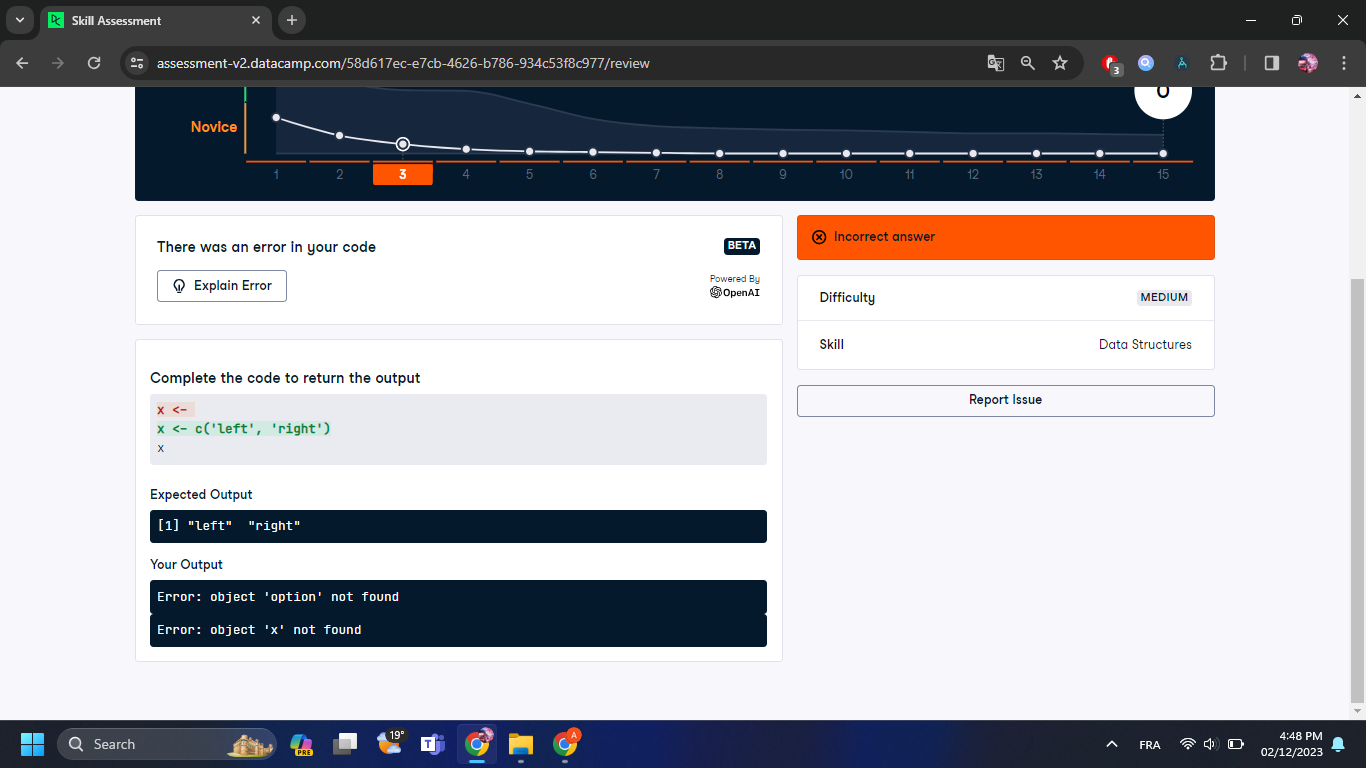 Skill Assessment
assessment-v2.datacamp.com/58d617ec-e7cb-4626-b786-934c53f8c977/review
3
0
Novice
1 2 3 4 5 6 7 8 9 10 11 12 13 14 15
There was an error in your code
BETA
Explain Error
Powered By
OpenAI
Incorrect answer
Difficulty MEDIUM
Skill Data Structures
Report Issue
Complete the code to return the output
x <-
x <- c('left', 'right')
x
Expected Output
[1] "left"  "right"
Your Output
Error: object 'option' not found
Error: object 'x' not found
Search
PRE
19°
A
FRA
4:48 PM
02/12/2023